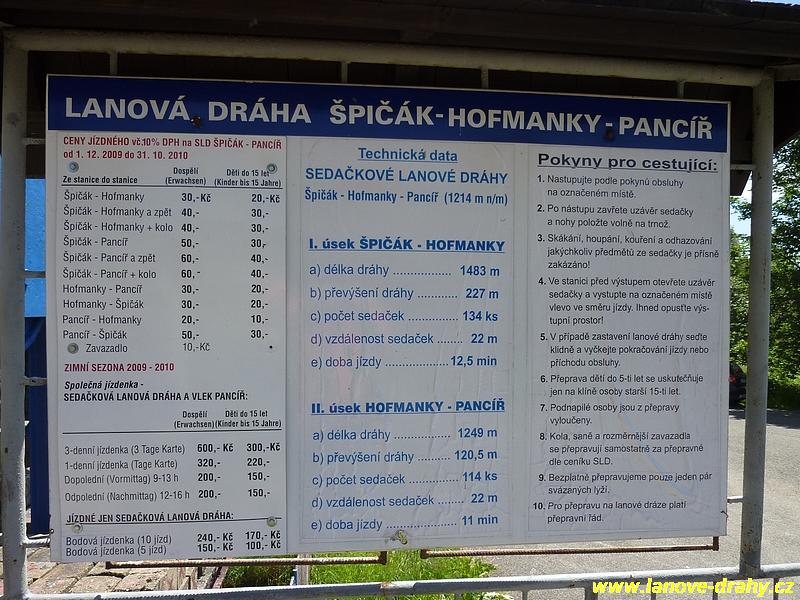 LANOVÁ DRÁHA ŠPIČÁK-HOFMANKY-PANCÍŘ
CENY JÍZDNÉHO vč.10% DPH na SLD ŠPIČÁK - PANCÍŘ
od 1. 12. 2009 do 31. 10. 2010
Ze stanice do stanice Dospělí (Erwachsen) Děti do 15 let (Kinder bis 15 Jahre)
Špičák - Hofmanky 30,-Kč 20,-Kč
Špičák - Hofmanky a zpět 40,- 30,-
Špičák - Hofmanky + kolo 40,- 30,-
Špičák - Pancíř 50,- 30,-
Špičák - Pancíř a zpět 60,- 40,-
Špičák - Pancíř + kolo 60,- 40,-
Hofmanky - Pancíř 30,- 20,-
Hofmanky - Špičák 30,- 20,-
Pancíř - Hofmanky 20,- 10,-
Pancíř - Špičák 50,- 30,-
Zavazadlo 10,-Kč
ZIMNÍ SEZONA 2009 - 2010
Společná jízdenka -
SEDAČKOVÁ LANOVÁ DRÁHA A VLEK PANCÍŘ:
Dospělí Děti do 15 let
(Erwachsen) (Kinder bis 15 Jahre)
3-denní jízdenka (3 Tage Karte) 600,- Kč 300,- Kč
1-denní jízdenka (Tage Karte) 320,- 220,-
Dopolední (Vormittag) 9-13 h 200,- 150,-
Odpolední (Nachmittag) 12-16 h 200,- 150,-
JÍZDNÉ JEN SEDAČKOVÁ LANOVÁ DRÁHA:
Bodová jízdenka (10 jízd) 240,- Kč 170,- Kč
Bodová jízdenka (5 jízd) 150,- Kč 100,- Kč
Technická data
SEDAČKOVÉ LANOVÉ DRÁHY
Špičák - Hofmanky - Pancíř (1214 m n/m)
I. úsek ŠPIČÁK - HOFMANKY
a) délka dráhy ............... 1483 m
b) převýšení dráhy .......... 227 m
c) počet sedaček.............. 134 ks
d) vzdálenost sedaček ...... 22 m
e) doba jízdy .................. 12,5 min
II. úsek HOFMANKY - PANCÍŘ
a) délka dráhy ............... 1249 m
b) převýšení dráhy .......... 120,5 m
c) počet sedaček.............. 114 ks
d) vzdálenost sedaček ...... 22 m
e) doba jízdy .................. 11 min
Pokyny pro cestující:
1. Nastupujte podle pokynů obsluhy
na označeném místě.
2. Po nástupu zavřete uzávěr sedačky
a nohy položte volně na trnož.
3. Skákání, houpání, kouření a odhazování
jakýchkoliv předmětů ze sedačky je přísně
zakázáno!
4. Ve stanici před výstupem otevřete uzávěr
sedačky a vystupte na označeném místě
vlevo ve směru jízdy. Ihned opusťte výs-
tupní prostor!
5. V případě zastavení lanové dráhy seďte
klidně a vyčkejte pokračování jízdy nebo
příchodu obsluhy.
6. Přeprava dětí do 5-ti let se uskutečňuje
jen na klíně osoby starší 15-ti let.
7. Podnapilé osoby jsou z přepravy
vyloučeny.
8. Kola, saně a rozměrnější zavazadla
se přepravují samostatně za přepravné
dle ceníku SLD.
9. Bezplatně přepravujeme pouze jeden pár
svázaných lyží.
10. Pro přepravu na lanové dráze platí
přepravní řád.
www.lanove-drahy.cz